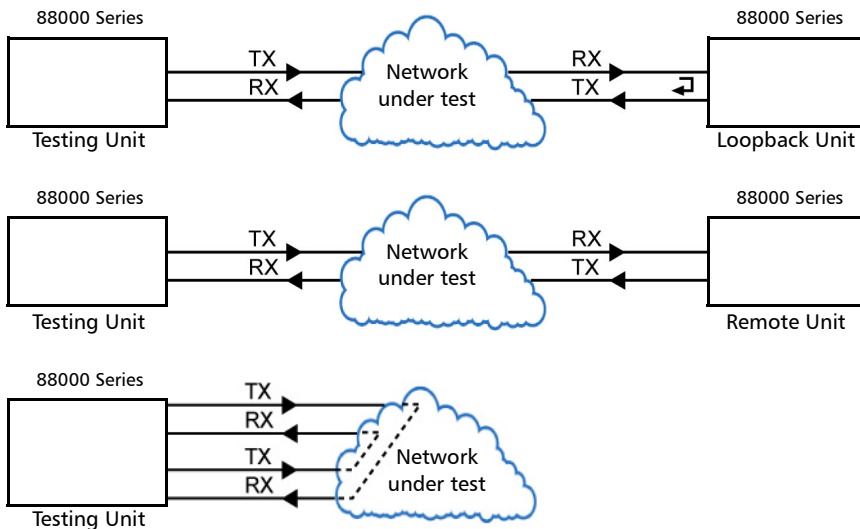 88000 Series
88000 Series
TX
RX
Network
under test
RX
TX
Testing Unit
Loopback Unit
88000 Series
88000 Series
TX
RX
Network
under test
RX
TX
Testing Unit
Remote Unit
88000 Series
TX
RX
TX
RX
Network
under test
Testing Unit